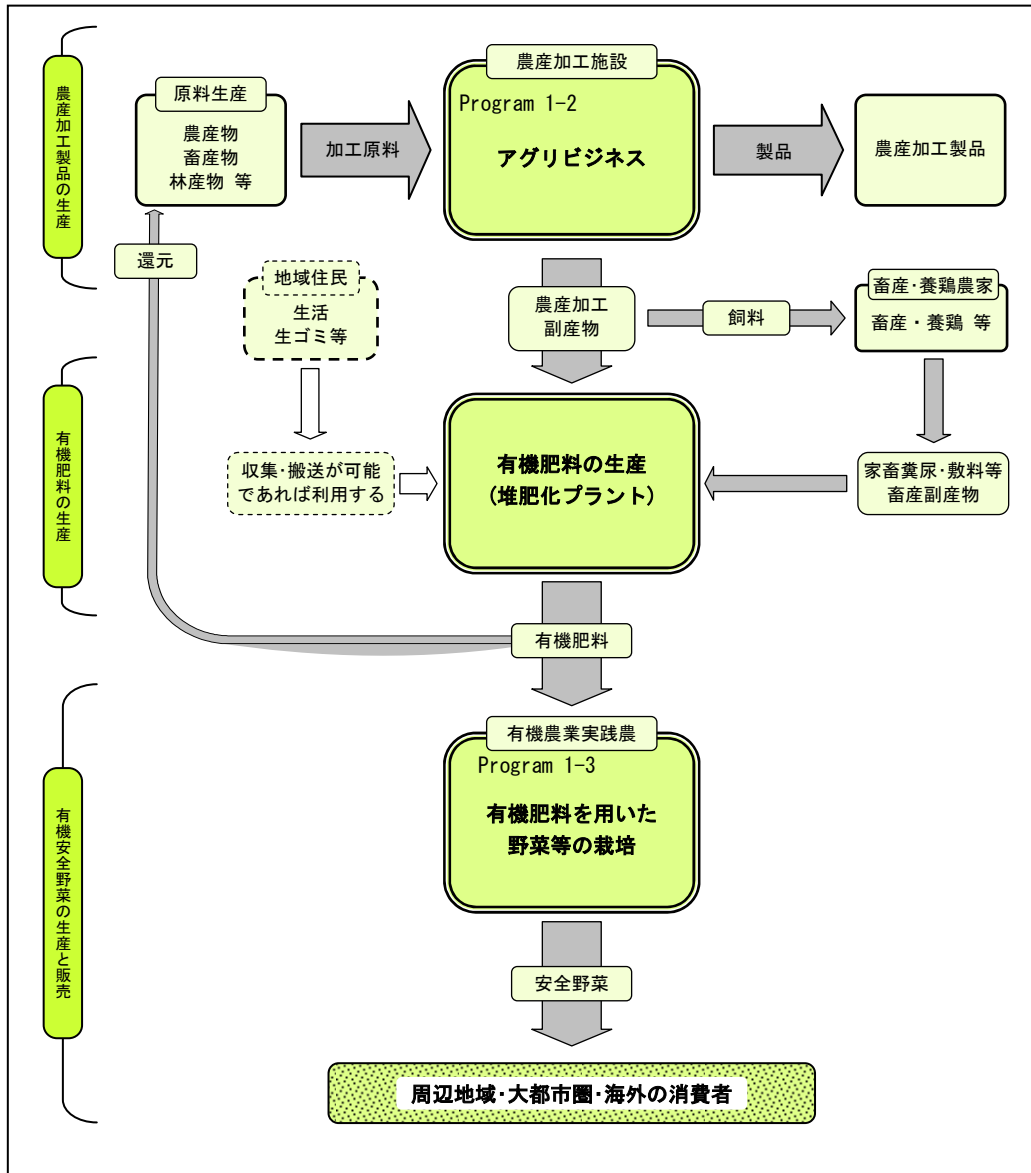 農産加工製品の生産
原料生産
農産物
畜産物
林産物 等
加工原料
農産加工施設
Program 1-2
アグリビジネス
製品
農産加工製品
還元
地域住民
生活
生ゴミ等
農産加工
副産物
飼料
畜産・養鶏農家
畜産・養鶏 等
有機肥料の生産
収集・搬送が可能
であれば利用する
有機肥料の生産
(堆肥化プラント)
家畜糞尿・敷料等
畜産副産物
有機肥料
有機安全野菜の生産と販売
有機農業実践農
Program 1-3
有機肥料を用いた
野菜等の栽培
安全野菜
周辺地域・大都市圏・海外の消費者